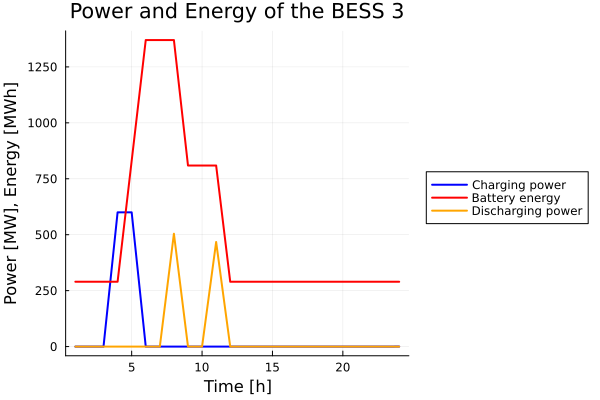 Power and Energy of the BESS 3
Power [MW], Energy [MWh]
1250
1000
750
500
250
0
5
10
15
20
Time [h]
Charging power
Battery energy
Discharging power